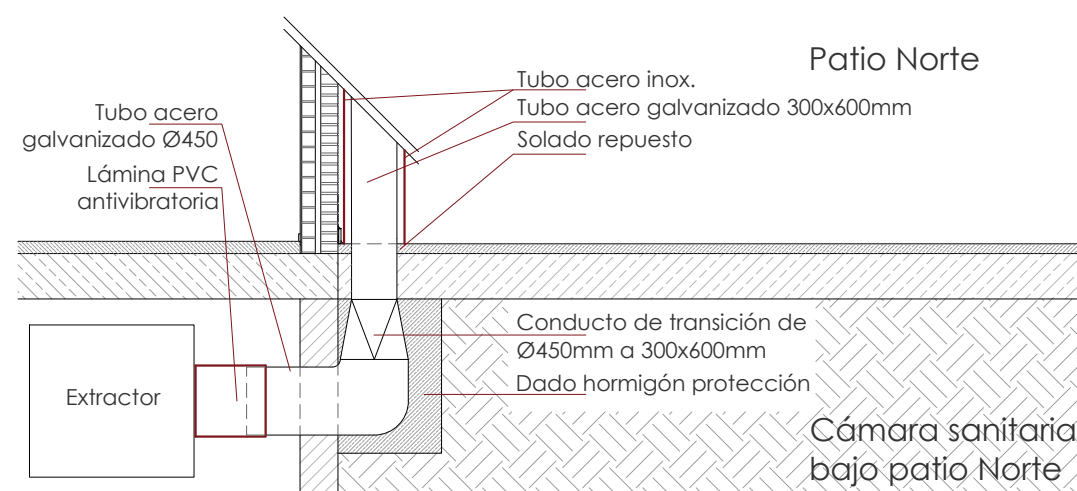 Patio Norte
Tubo acero inox.
Tubo acero galvanizado 300x600mm
Solado repuesto
Tubo acero
galvanizado Ø450
Lámina PVC
antivibratoria
Conducto de transición de
Ø450mm a 300x600mm
Dado hormigón protección
Extractor
Cámara sanitaria
bajo patio Norte